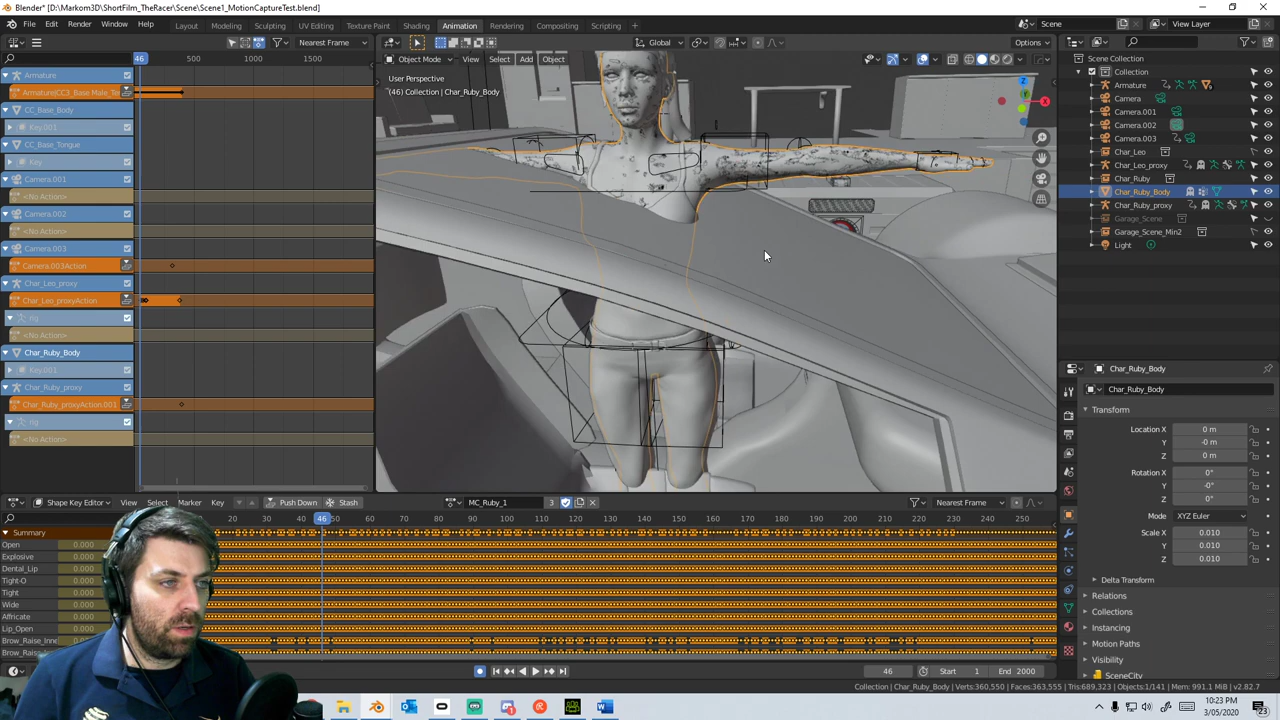 Blender* [D:\Markom3D\ShortFilm_TheRacer\Scene\Scene1_MotionCaptureTest.blend]
File Edit Render Window Help Layout Modeling Sculpting UV Editing Texture Paint Shading Animation Rendering Compositing Scripting Scene View Layer
Nearest Frame Global Options
46 500 1000 1500
Object Mode View Select Add Object
User Perspective
(46) Collection | Char_Ruby_Body
Armature
Armature|CC3_Base Male_Te
CC_Base_Body
Key.001
CC_Base_Tongue
Key
Camera.001
<No Action>
Camera.002
<No Action>
Camera.003
Camera.003Action
Char_Leo_proxy
Char_Leo_proxyAction
rig
<No Action>
Char_Ruby_Body
Key.001
Char_Ruby_proxy
Char_Ruby_proxyAction.001
rig
<No Action>
Z
Y
X
Scene Collection
Collection
Armature
Camera
Camera.001
Camera.002
Camera.003
Char_Leo
Char_Leo_proxy
Char_Ruby
Char_Ruby_Body
Char_Ruby_proxy
Garage_Scene
Garage_Scene_Min2
Light
Char_Ruby_Body
Char_Ruby_Body
Transform
Location X 0 m
Y -0 m
Z 0 m
Rotation X 0°
Y -0°
Z 0°
Mode XYZ Euler
Scale X 0.010
Y 0.010
Z 0.010
Delta Transform
Relations
Collections
Instancing
Motion Paths
Visibility
SceneCity
Shape Key Editor View Select Marker Key Push Down Stash MC_Ruby_1 3 Nearest Frame
20 30 40 46 50 60 70 80 90 100 110 120 130 140 150 160 170 180 190 200 210 220 230 240 250
Summary
Open 0.000
Explosive 0.000
Dental_Lip 0.000
Tight-O 0.000
Tight 0.000
Wide 0.000
Affricate 0.000
Lip_Open 0.000
Brow_Raise_Inne
Brow_Raise
46 Start 1 End 2000
Collection | Char_Ruby_Body | Verts:360,550 | Faces:363,555 | Tris:689,323 | Objects:1/141 | Mem: 991.1 MiB | v2.82.7
10:23 PM
3/05/2020
23